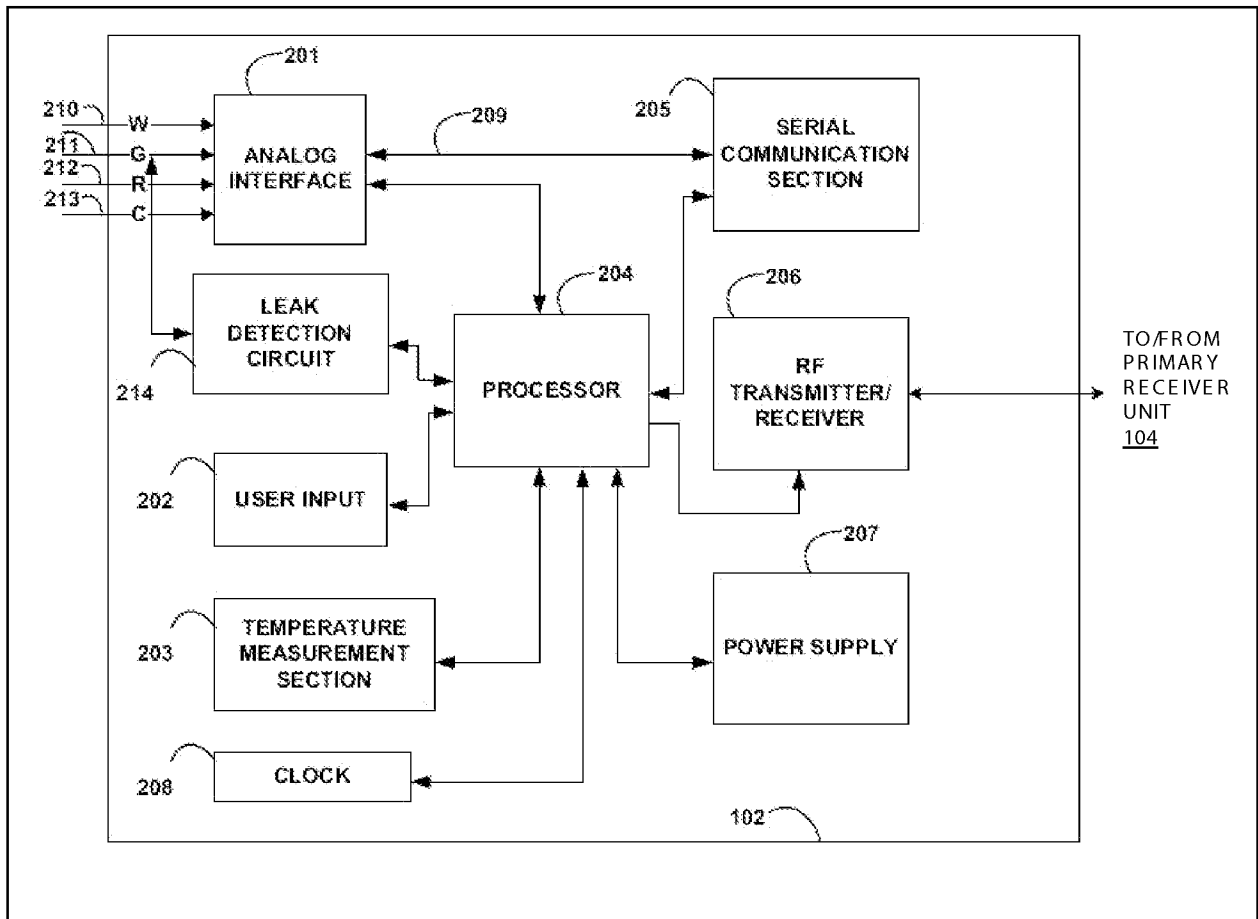 201
210
W
211
G
212
R
213
C
ANALOG
INTERFACE
209
205
SERIAL
COMMUNICATION
SECTION
LEAK
DETECTION
CIRCUIT
214
204
PROCESSOR
206
RF
TRANSMITTER/
RECEIVER
TO/FROM
PRIMARY
RECEIVER
UNIT
104
202
USER INPUT
207
POWER SUPPLY
203
TEMPERATURE
MEASUREMENT
SECTION
208
CLOCK
102